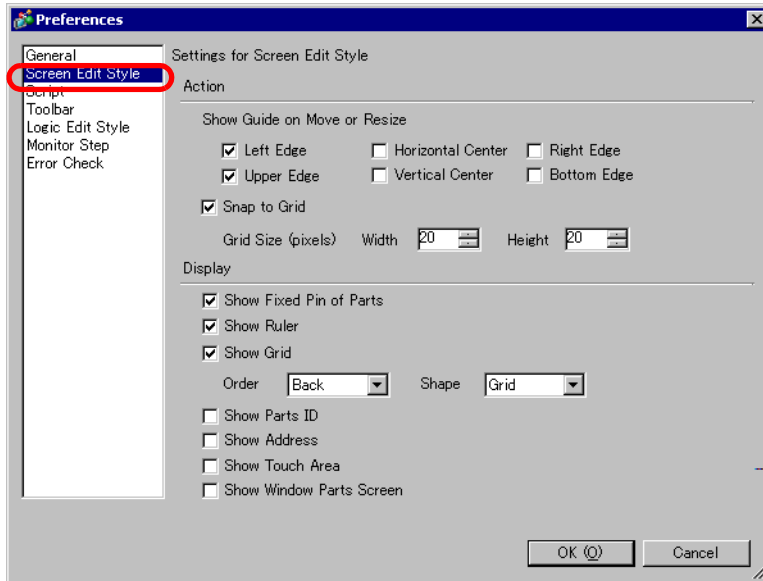 Preferences
General
Screen Edit Style
Script
Toolbar
Logic Edit Style
Monitor Step
Error Check
Settings for Screen Edit Style
Action
Show Guide on Move or Resize
Left Edge Horizontal Center Right Edge
Upper Edge Vertical Center Bottom Edge
Snap to Grid
Grid Size (pixels) Width 20 Height 20
Display
Show Fixed Pin of Parts
Show Ruler
Show Grid
Order Back Shape Grid
Show Parts ID
Show Address
Show Touch Area
Show Window Parts Screen
OK (O) Cancel